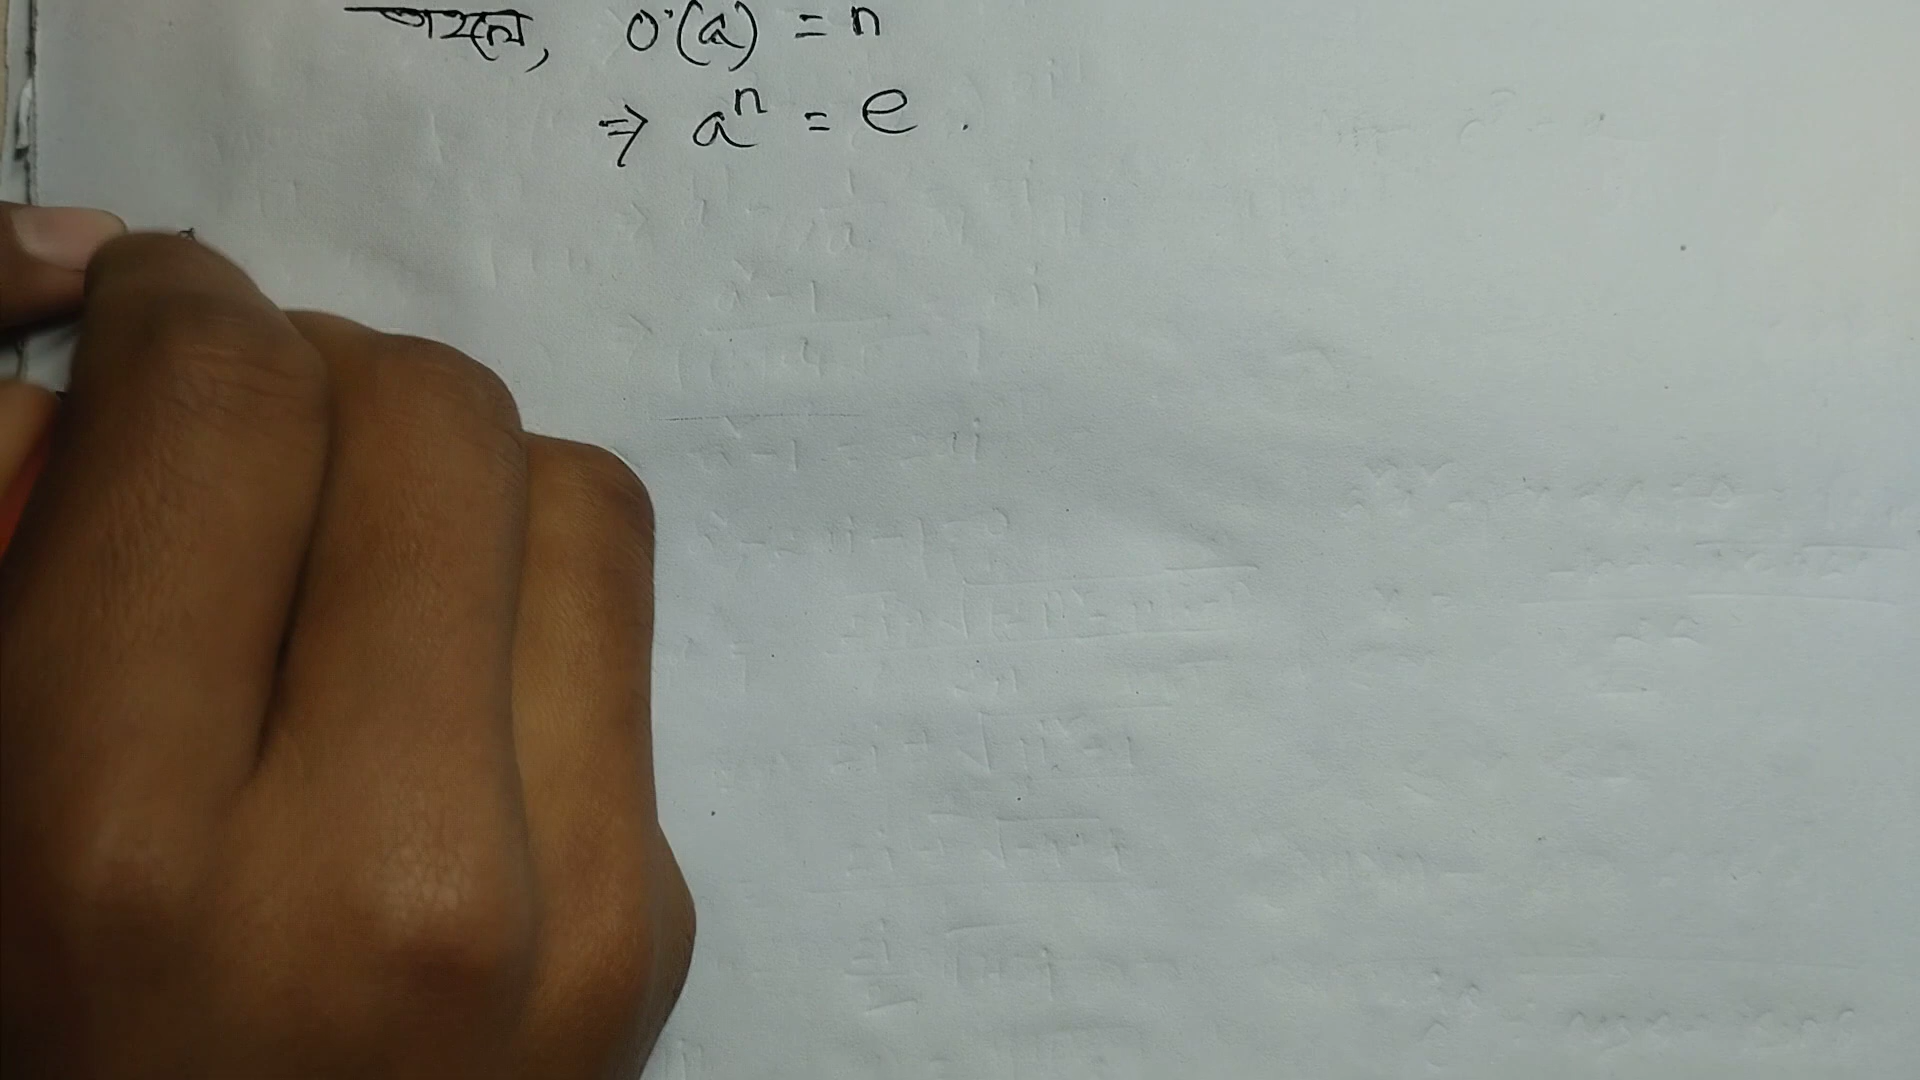 তাহলে, O(a) = n
⇒ aⁿ = e .